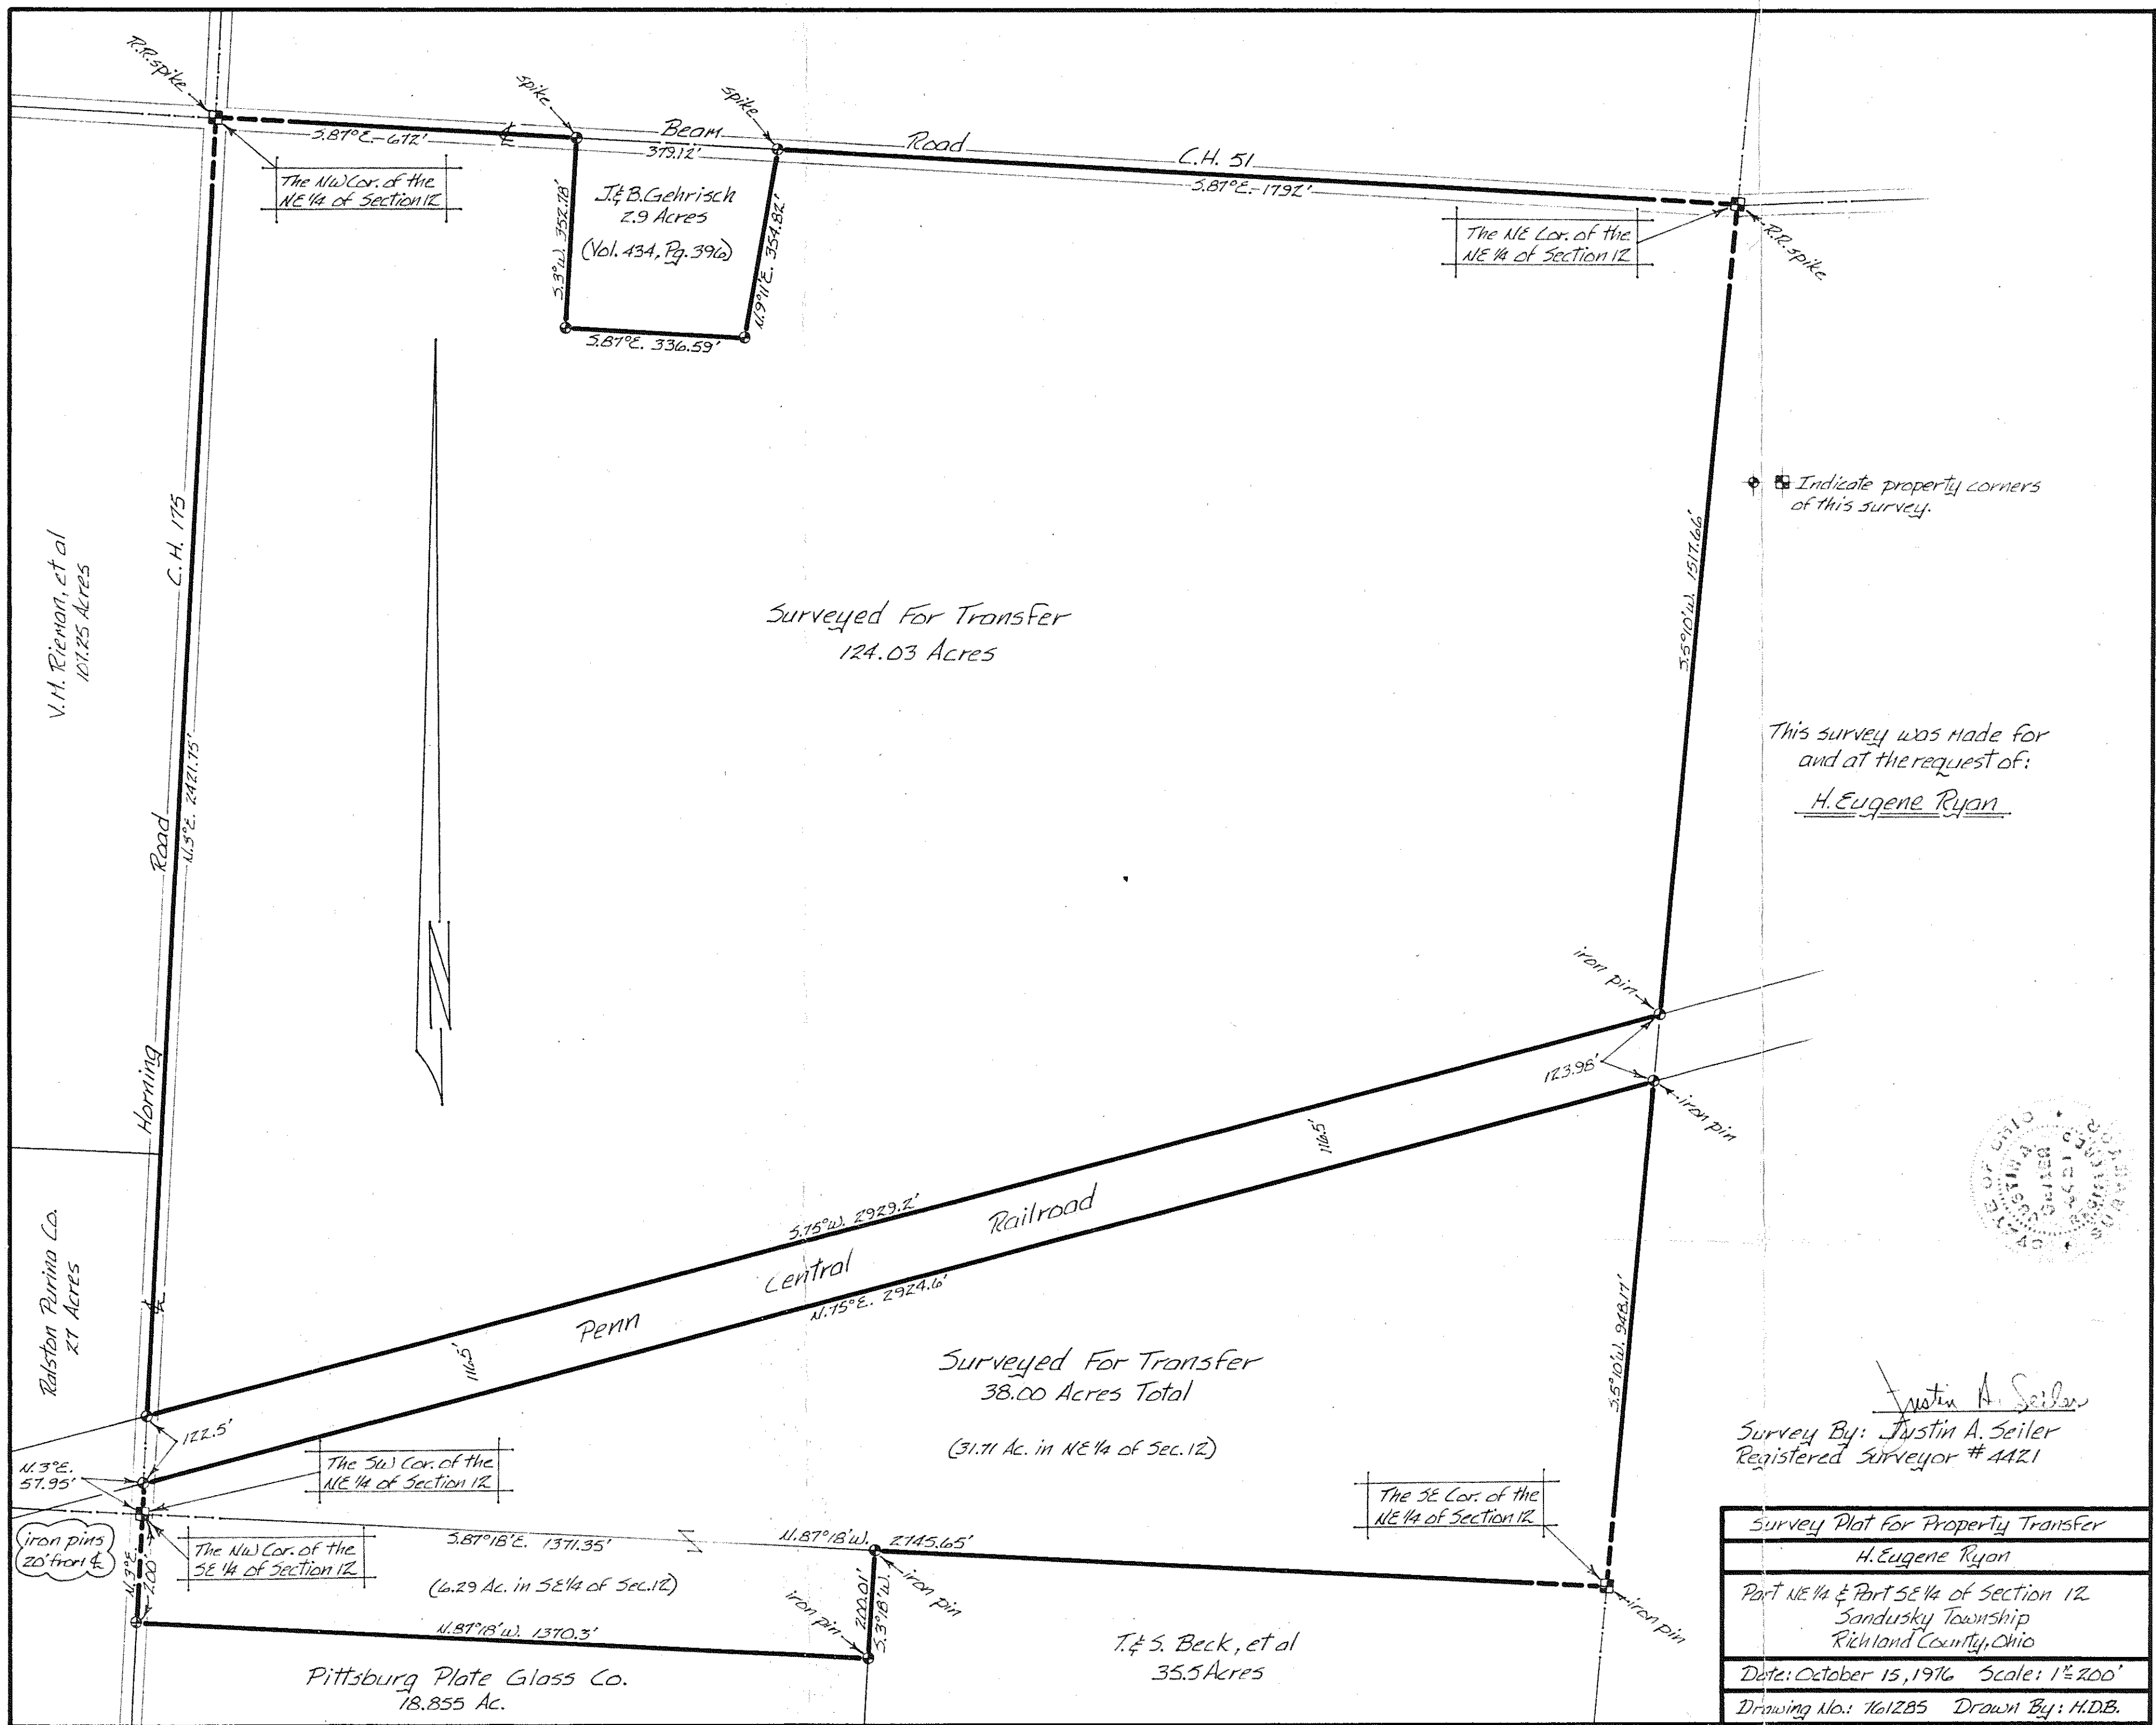 R.R. spike
spike
spike
S.87°E.-672'
℄
Beam
379.12'
Road
C.H. 51
S.87°E.-1792'
The NW Cor. of the
NE 1/4 of Section 12
J.& B. Gehrisch
2.9 Acres
(Vol. 434, Pg. 396)
S.3°W. 352.78'
N.9°11'E. 354.82'
S.87°E. 336.59'
The NE Cor. of the
NE 1/4 of Section 12
R.R. spike
Indicate property corners
of this survey.
V.M. Rieman, et al
107.25 Acres
C.H. 175
Road
Horning
N.3°E. 2421.75'
Surveyed For Transfer
124.03 Acres
S.5°10'W. 1517.66'
This survey was made for
and at the request of:
H. Eugene Ryan
N
iron pin
123.98'
iron pin
116.5'
S.75°W. 2929.2'
Penn Central Railroad
N.75°E. 2924.6'
116.5'
Ralston Purina Co.
27 Acres
℄
122.5'
N.3°E.
57.95'
The SW Cor. of the
NE 1/4 of Section 12
Surveyed For Transfer
38.00 Acres Total
(31.71 Ac. in NE 1/4 of Sec. 12)
S.5°10'W. 948.17'
STATE OF OHIO
JUSTIN A.
SEILER
4421
REGISTERED
SURVEYOR
Justin A. Seiler
Survey By: Justin A. Seiler
Registered Surveyor # 4421
iron pins
20' from ℄
N.3°E.
200'
The NW Cor. of the
SE 1/4 of Section 12
S.87°18'E. 1371.35'
(6.29 Ac. in SE 1/4 of Sec. 12)
N.87°18'W. 2745.65'
The SE Cor. of the
NE 1/4 of Section 12
iron pin
iron pin
200.01'
S.3°18'W.
iron pin
N.87°18'W. 1370.3'
Pittsburg Plate Glass Co.
18.855 Ac.
T.& S. Beck, et al
35.5 Acres
Survey Plat For Property Transfer
H. Eugene Ryan
Part NE 1/4 & Part SE 1/4 of Section 12
Sandusky Township
Richland County, Ohio
Date: October 15, 1976 Scale: 1"=200'
Drawing No.: 761285 Drawn By: H.D.B.